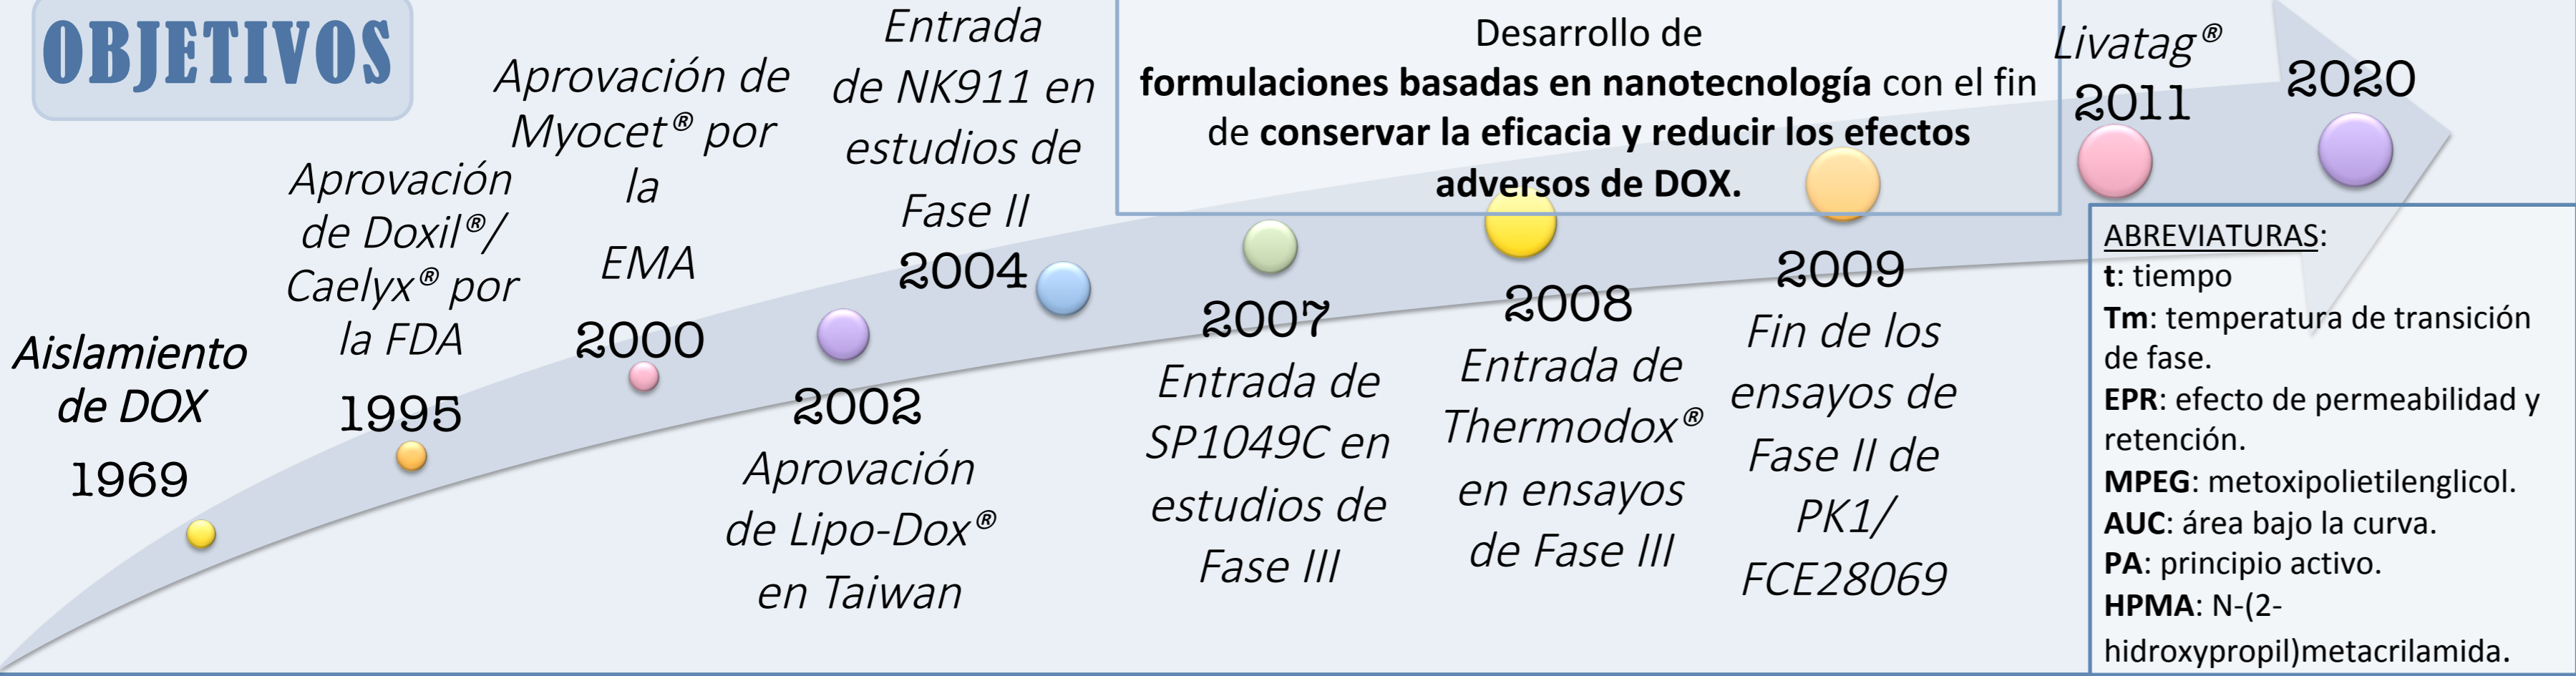 OBJETIVOS
Aislamiento
de DOX
1969
Aprovación
de Doxil®/
Caelyx® por
la FDA
1995
Aprovación de
Myocet® por
la
EMA
2000
2002
Aprovación
de Lipo-Dox®
en Taiwan
Entrada
de NK911 en
estudios de
Fase II
2004
2007
Entrada de
SP1049C en
estudios de
Fase III
2008
Entrada de
Thermodox®
en ensayos
de Fase III
2009
Fin de los
ensayos de
Fase II de
PK1/
FCE28069
Desarrollo de
formulaciones basadas en nanotecnología con el fin
de conservar la eficacia y reducir los efectos
adversos de DOX.
Livatag®
2011
2020
ABREVIATURAS:
t: tiempo
Tm: temperatura de transición
de fase.
EPR: efecto de permeabilidad y
retención.
MPEG: metoxipolietilenglicol.
AUC: área bajo la curva.
PA: principio activo.
HPMA: N-(2-
hidroxypropil)metacrilamida.